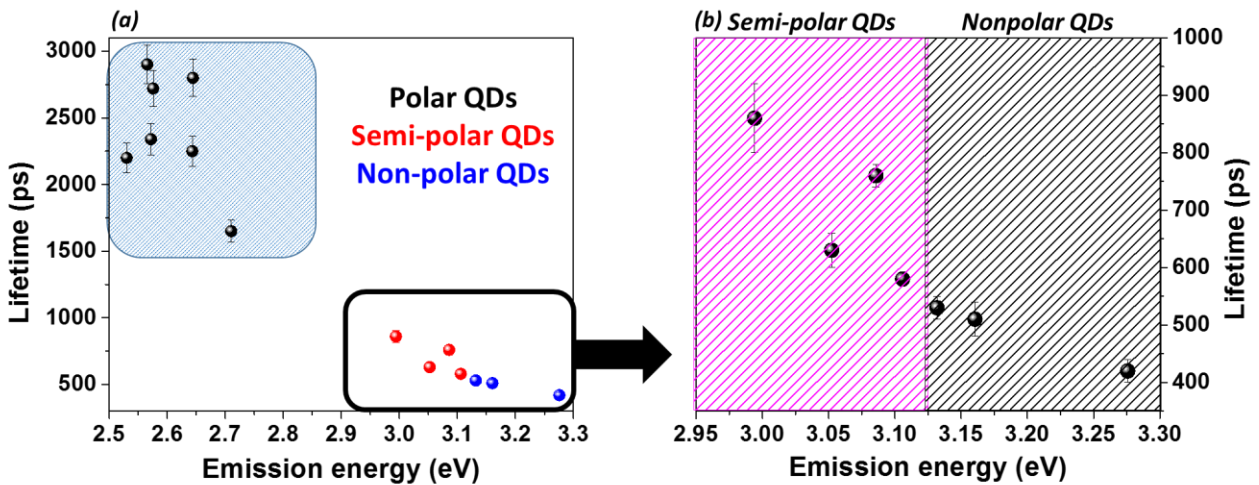 (a)
Lifetime (ps)
3000
2500
2000
1500
1000
500
Polar QDs
Semi-polar QDs
Non-polar QDs
2.5 2.6 2.7 2.8 2.9 3.0 3.1 3.2 3.3
Emission energy (eV)
(b) Semi-polar QDs Nonpolar QDs
1000
900
800
700
600
500
400
Lifetime (ps)
2.95 3.00 3.05 3.10 3.15 3.20 3.25 3.30
Emission energy (eV)